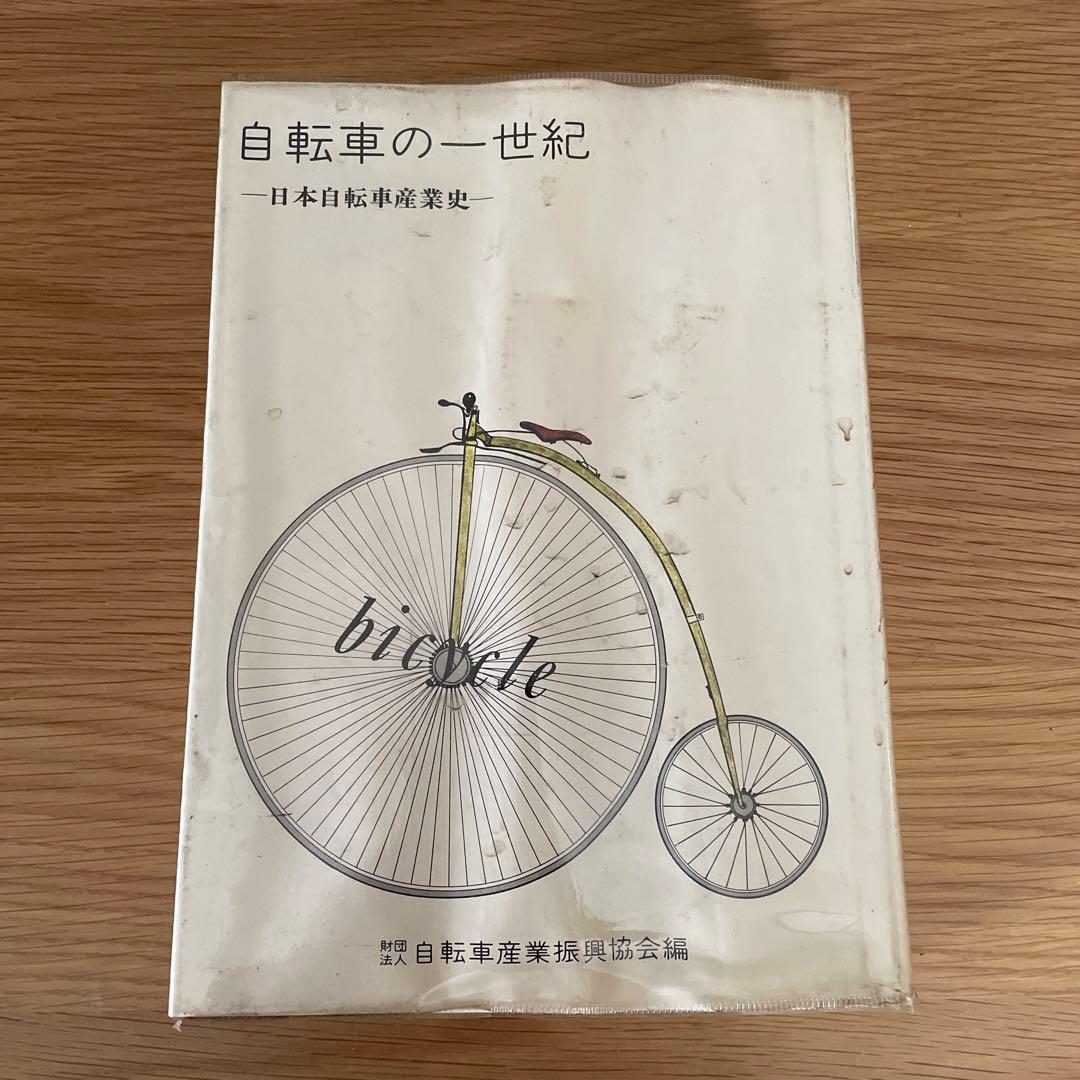 自転車の一世紀
―日本自転車産業史―
bicycle
財団法人 自転車産業振興協会編